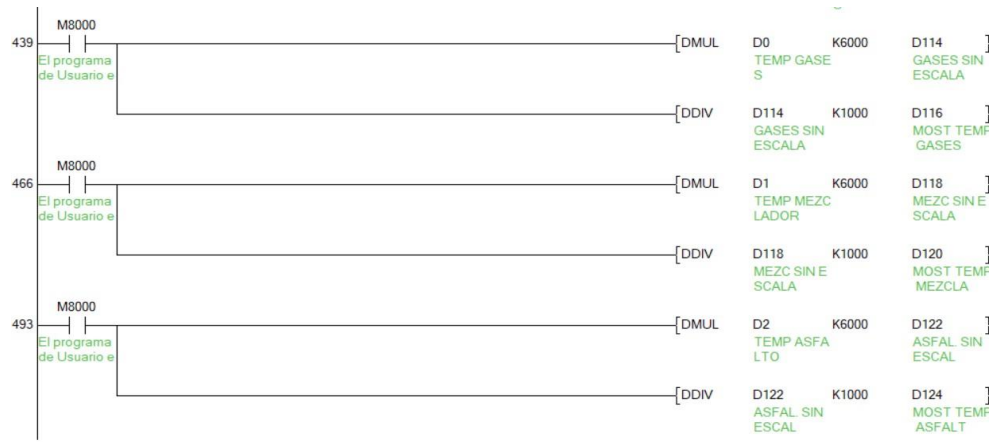 M8000
439 [DMUL D0 K6000 D114 ]
El programa TEMP GASE GASES SIN
de Usuario e S ESCALA
[DDIV D114 K1000 D116 ]
GASES SIN MOST TEMP
ESCALA GASES
M8000
466 [DMUL D1 K6000 D118 ]
El programa TEMP MEZC MEZC SIN E
de Usuario e LADOR SCALA
[DDIV D118 K1000 D120 ]
MEZC SIN E MOST TEMP
SCALA MEZCLA
M8000
493 [DMUL D2 K6000 D122 ]
El programa TEMP ASFA ASFAL. SIN
de Usuario e LTO ESCAL
[DDIV D122 K1000 D124 ]
ASFAL. SIN MOST TEMP
ESCAL ASFALT